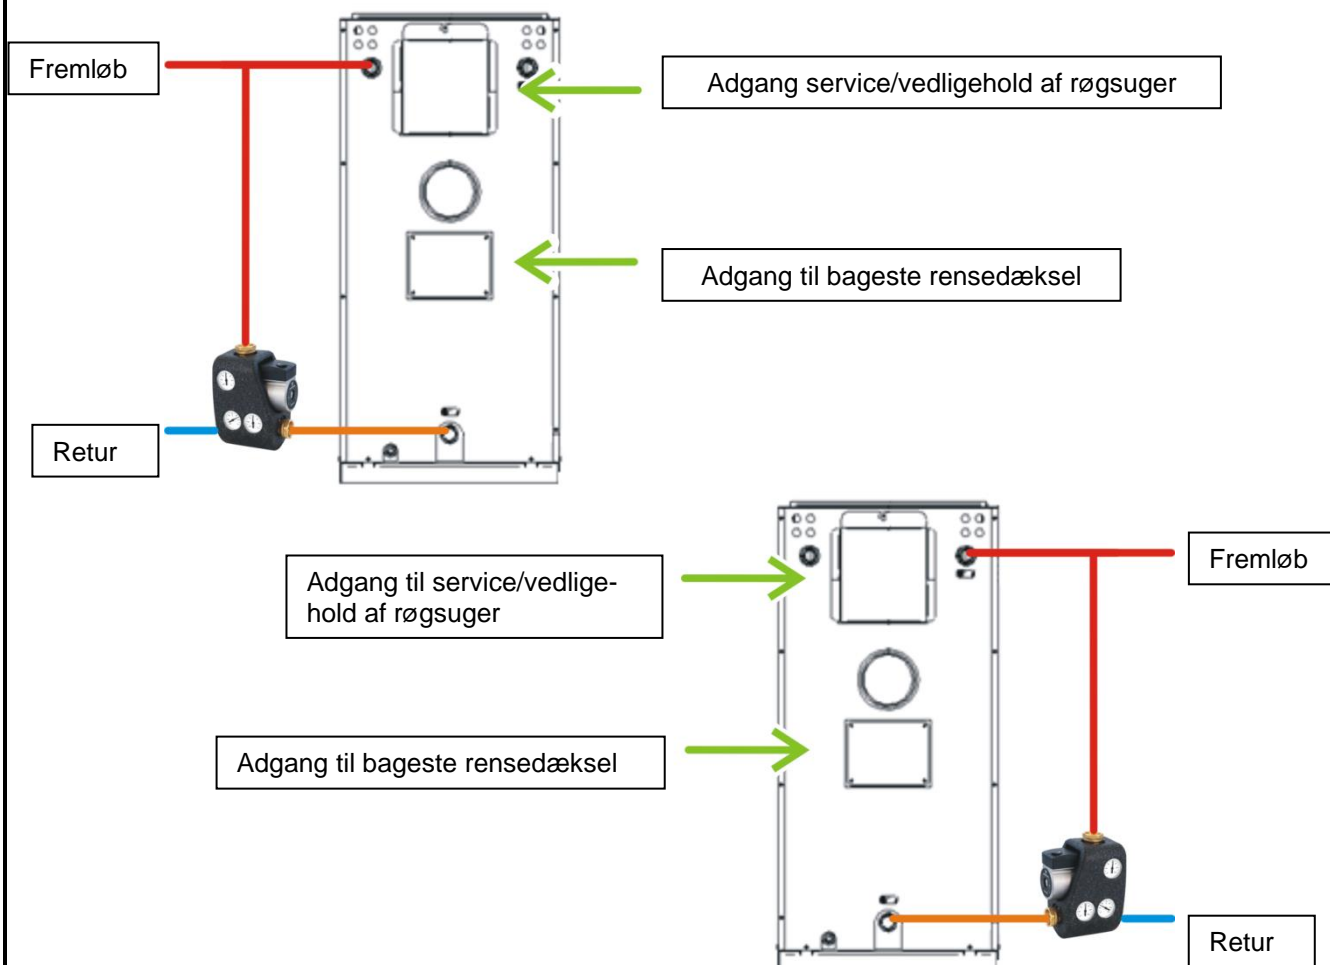 Fremløb
Adgang service/vedligehold af røgsuger
Adgang til bageste rensedæksel
Retur
Fremløb
Adgang til service/vedlige-
hold af røgsuger
Adgang til bageste rensedæksel
Retur